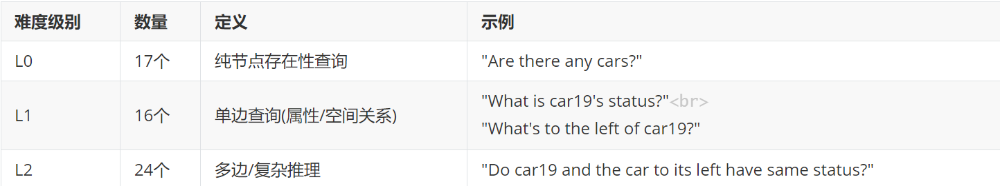 难度级别 数量 定义 示例
L0 17个 纯节点存在性查询 "Are there any cars?"
L1 16个 单边查询(属性/空间关系) "What is car19's status?"<br>
"What's to the left of car19?"
L2 24个 多边/复杂推理 "Do car19 and the car to its left have same status?"